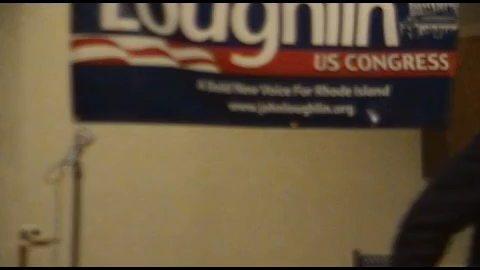 Loughlin
US CONGRESS
A Bold New Voice For Rhode Island
www.johnloughlin.org